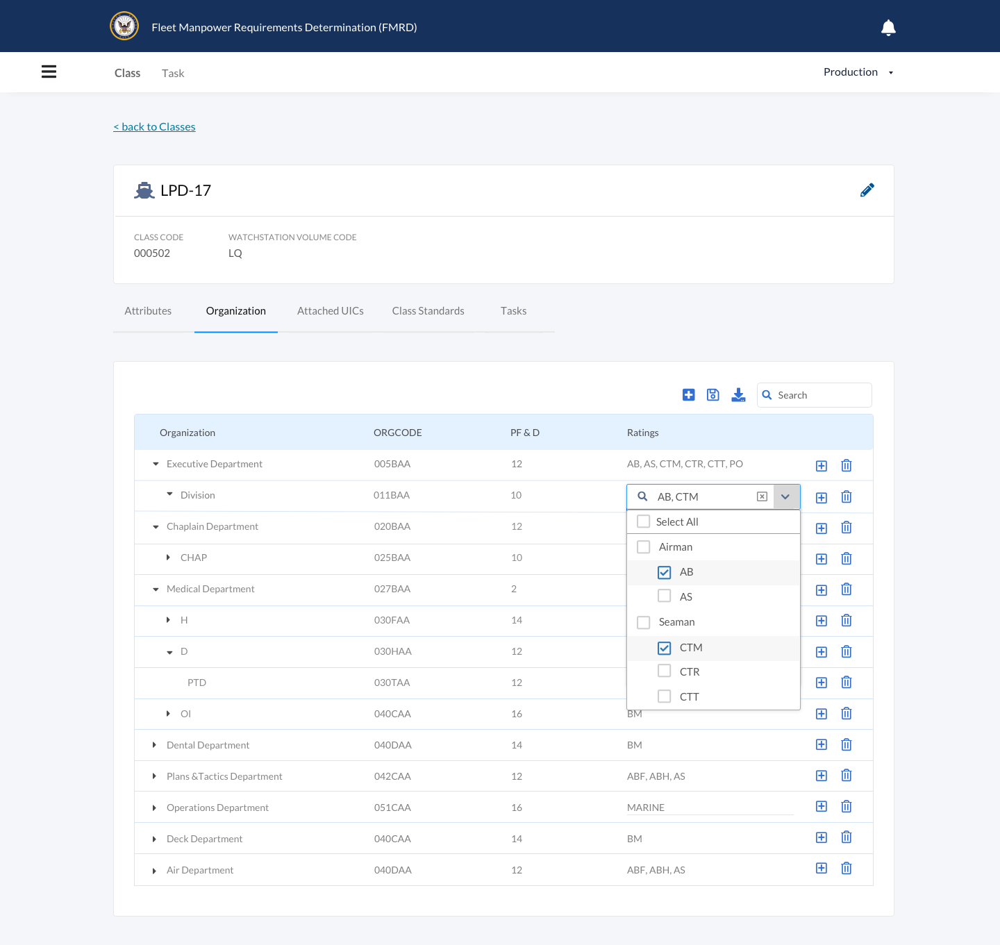 Fleet Manpower Requirements Determination (FMRD)
Class Task Production
< back to Classes
LPD-17
CLASS CODE WATCHSTATION VOLUME CODE
000502 LQ
Attributes Organization Attached UICs Class Standards Tasks
Search
Organization ORGCODE PF & D Ratings
Executive Department 005BAA 12 AB, AS, CTM, CTR, CTT, PO
Division 011BAA 10 AB, CTM
Select All
Airman
AB
AS
Seaman
CTM
CTR
CTT
Chaplain Department 020BAA 12
CHAP 025BAA 10
Medical Department 027BAA 2
H 030FAA 14
D 030HAA 12
PTD 030TAA 12
OI 040CAA 16 BM
Dental Department 040DAA 14 BM
Plans &Tactics Department 042CAA 12 ABF, ABH, AS
Operations Department 051CAA 16 MARINE
Deck Department 040CAA 14 BM
Air Department 040DAA 12 ABF, ABH, AS